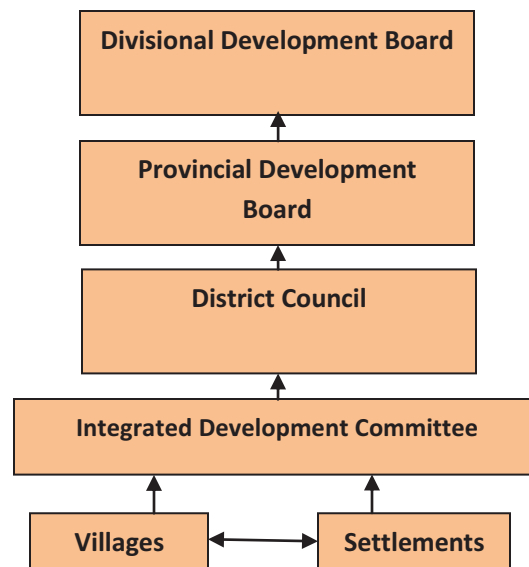 Divisional Development Board
Provincial Development
Board
District Council
Integrated Development Committee
Villages
Settlements